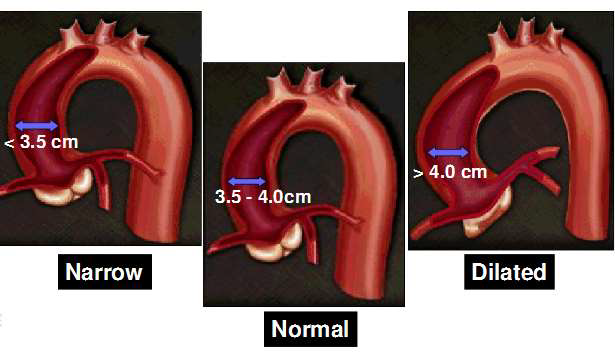 < 3.5 cm
3.5 - 4.0cm
> 4.0 cm
Narrow
Normal
Dilated